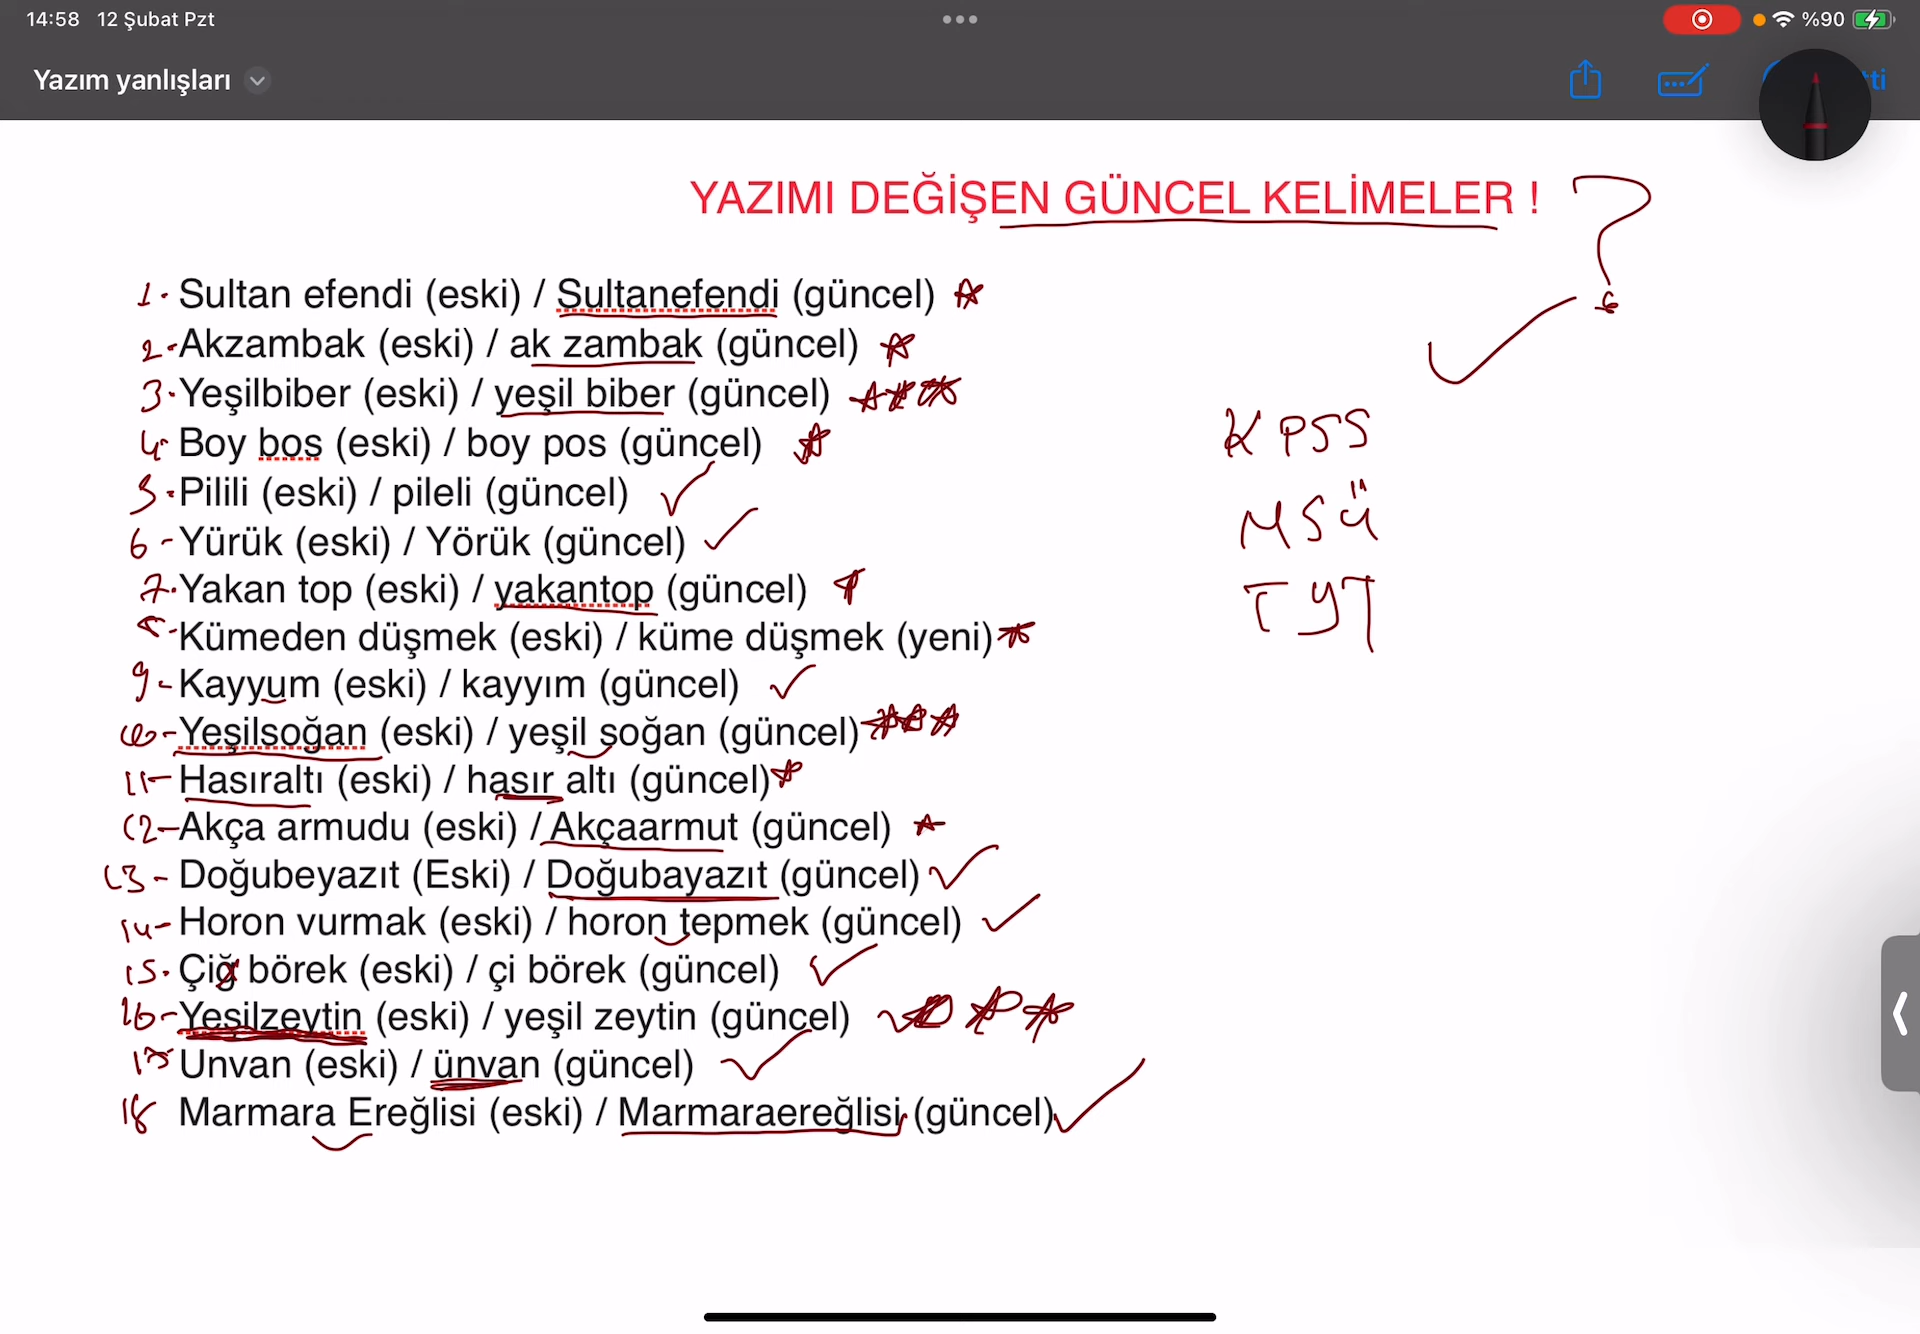 14:58 12 Şubat Pzt
%90
Yazım yanlışları
tti
YAZIMI DEĞİŞEN GÜNCEL KELİMELER ! ?
1. Sultan efendi (eski) / Sultanefendi (güncel)
2-Akzambak (eski) / ak zambak (güncel)
3.Yeşilbiber (eski) / yeşil biber (güncel)
4- Boy bos (eski) / boy pos (güncel)
5.Pilili (eski) / pileli (güncel)
6-Yürük (eski) / Yörük (güncel)
7.Yakan top (eski) / yakantop (güncel)
8-Kümeden düşmek (eski) / küme düşmek (yeni)
9-Kayyum (eski) / kayyım (güncel)
10-Yeşilsoğan (eski) / yeşil soğan (güncel)
11-Hasıraltı (eski) / hasır altı (güncel)
12-Akça armudu (eski) / Akçaarmut (güncel)
13-Doğubeyazıt (Eski) / Doğubayazıt (güncel)
14-Horon vurmak (eski) / horon tepmek (güncel)
15.Çiğ börek (eski) / çi börek (güncel)
16-Yeşilzeytin (eski) / yeşil zeytin (güncel)
17 Unvan (eski) / ünvan (güncel)
18 Marmara Ereğlisi (eski) / Marmaraereğlisi (güncel)
KPSS
MSÜ
TYT